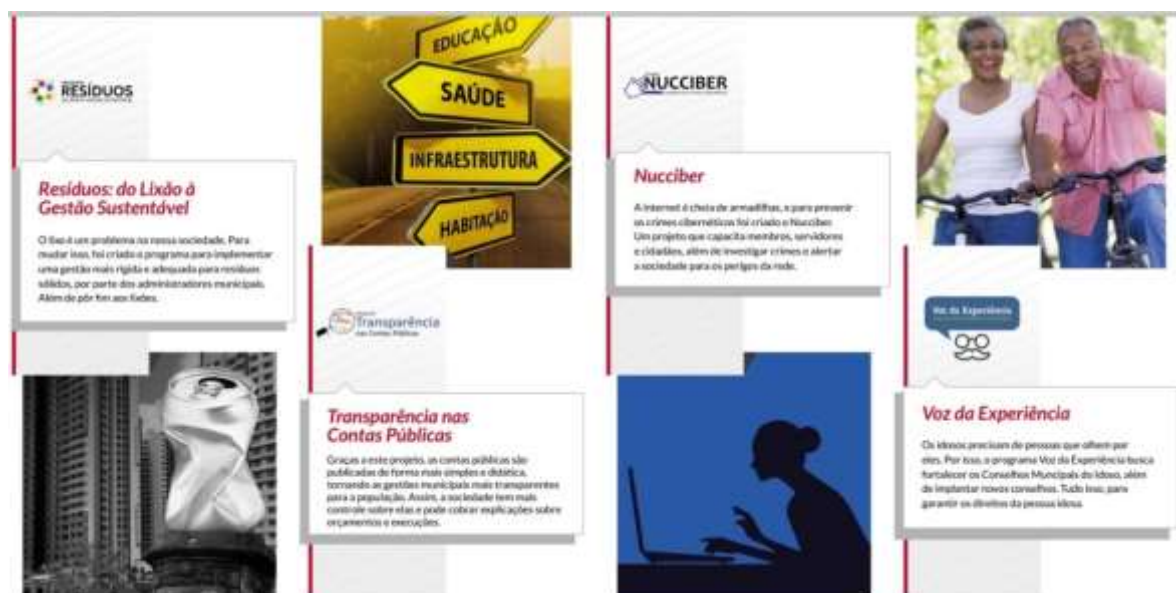 RESÍDUOS
Resíduos: do Lixão à
Gestão Sustentável
O lixo é um problema na nossa sociedade. Para
mudar isso, foi criado o programa para implementar
uma gestão mais rígida e adequada para resíduos
sólidos, por parte dos administradores municipais.
Além de pôr fim aos lixões.
EDUCAÇÃO
SAÚDE
INFRAESTRUTURA
HABITAÇÃO
Transparência
nas Contas Públicas
Transparência nas
Contas Públicas
Graças a este projeto, as contas públicas são
publicadas de forma mais simples e didática,
tornando as gestões municipais mais transparentes
para a população. Assim, a sociedade tem mais
controle sobre elas e pode cobrar explicações sobre
orçamentos e execuções.
NUCCIBER
Nucciber
A internet é cheia de armadilhas, e para prevenir
os crimes cibernéticos foi criado o Nucciber.
Um projeto que capacita membros, servidores
e cidadãos, além de investigar crimes e alertar
a sociedade para os perigos da rede.
Voz da Experiência
Voz da Experiência
Os idosos precisam de pessoas que olhem por
eles. Por isso, o programa Voz da Experiência busca
fortalecer os Conselhos Muncipais do Idoso, além
de implantar novos conselhos. Tudo isso, para
garantir os direitos da pessoa idosa.